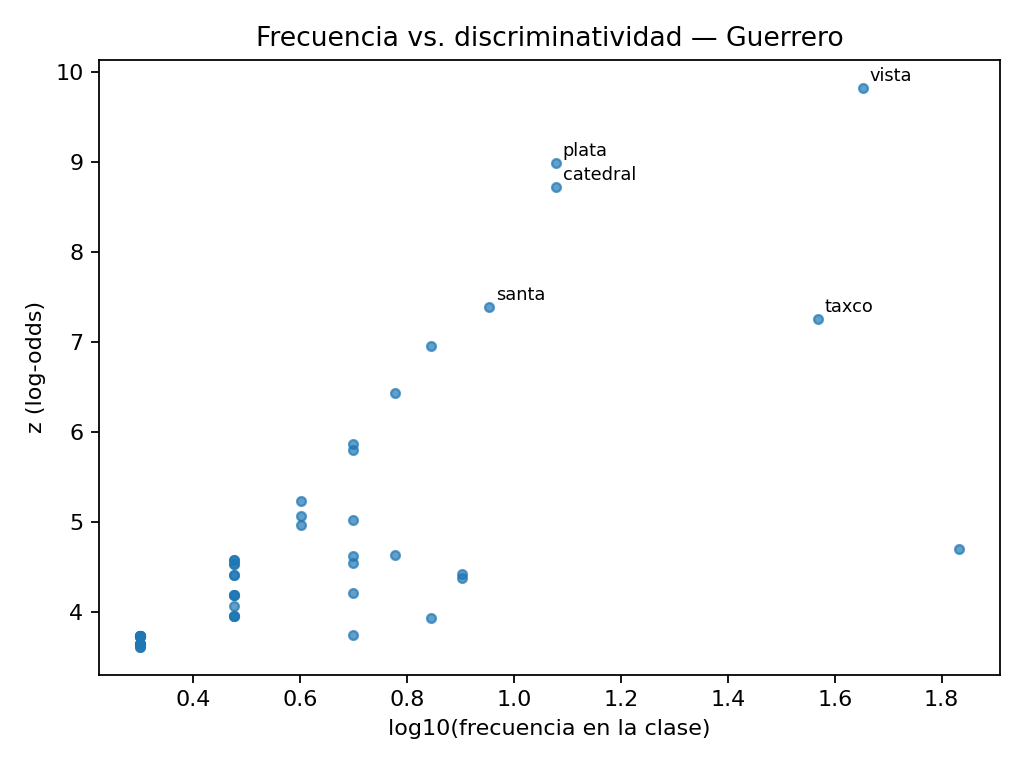 Frecuencia vs. discriminatividad — Guerrero
10
9
8
7
6
5
4
z (log-odds)
vista
plata
catedral
santa
taxco
0.4 0.6 0.8 1.0 1.2 1.4 1.6 1.8
log10(frecuencia en la clase)